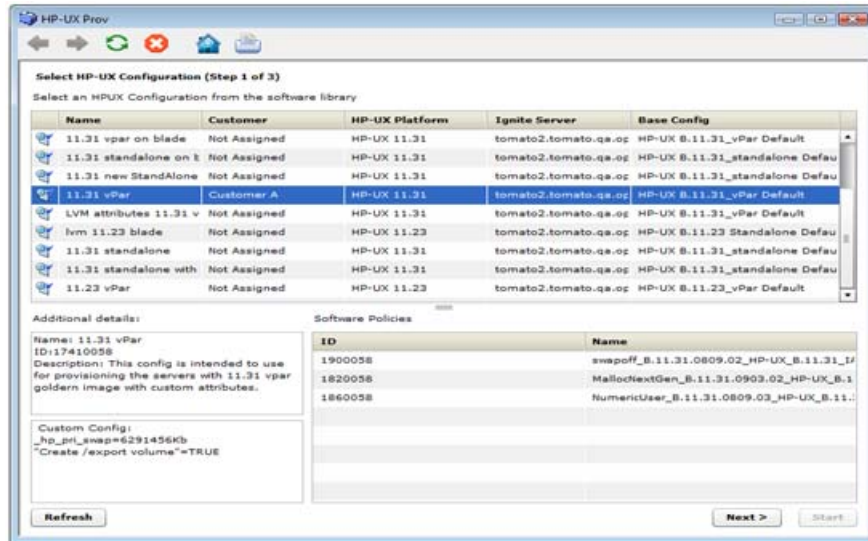 HP-UX Prov
Select HP-UX Configuration (Step 1 of 3)
Select an HPUX Configuration from the software library
Name Customer HP-UX Platform Ignite Server Base Config
11.31 vpar on blade Not Assigned HP-UX 11.31 tomato2.tomato.qa.op HP-UX B.11.31_vPar Default
11.31 standalone on b Not Assigned HP-UX 11.31 tomato2.tomato.qa.op HP-UX B.11.31_standalone Defau
11.31 new StandAlone Not Assigned HP-UX 11.31 tomato2.tomato.qa.op HP-UX B.11.31_standalone Defau
11.31 vPar Customer A HP-UX 11.31 tomato2.tomato.qa.op HP-UX B.11.31_vPar Default
LVM attributes 11.31 v Not Assigned HP-UX 11.31 tomato2.tomato.qa.op HP-UX B.11.31_vPar Default
lvm 11.23 blade Not Assigned HP-UX 11.23 tomato2.tomato.qa.op HP-UX B.11.23 Standalone Defau
11.31 standalone Not Assigned HP-UX 11.31 tomato2.tomato.qa.op HP-UX B.11.31_standalone Defau
11.31 standalone with Not Assigned HP-UX 11.31 tomato2.tomato.qa.op HP-UX B.11.31_standalone Defau
11.23 vPar Not Assigned HP-UX 11.23 tomato2.tomato.qa.op HP-UX B.11.23_vPar Default
Additional details:
Name: 11.31 vPar
ID:17410058
Description: This config is intended to use
for provisioning the servers with 11.31 vpar
goldern image with custom attributes.
Custom Config:
_hp_pri_swap=6291456Kb
"Create /export volume"=TRUE
Software Policies
ID Name
1900058 swapoff_B.11.31.0809.02_HP-UX_B.11.31_IA
1820058 MallocNextGen_B.11.31.0903.02_HP-UX_B.1
1860058 NumericUser_B.11.31.0809.03_HP-UX_B.11.
Refresh Next > Start